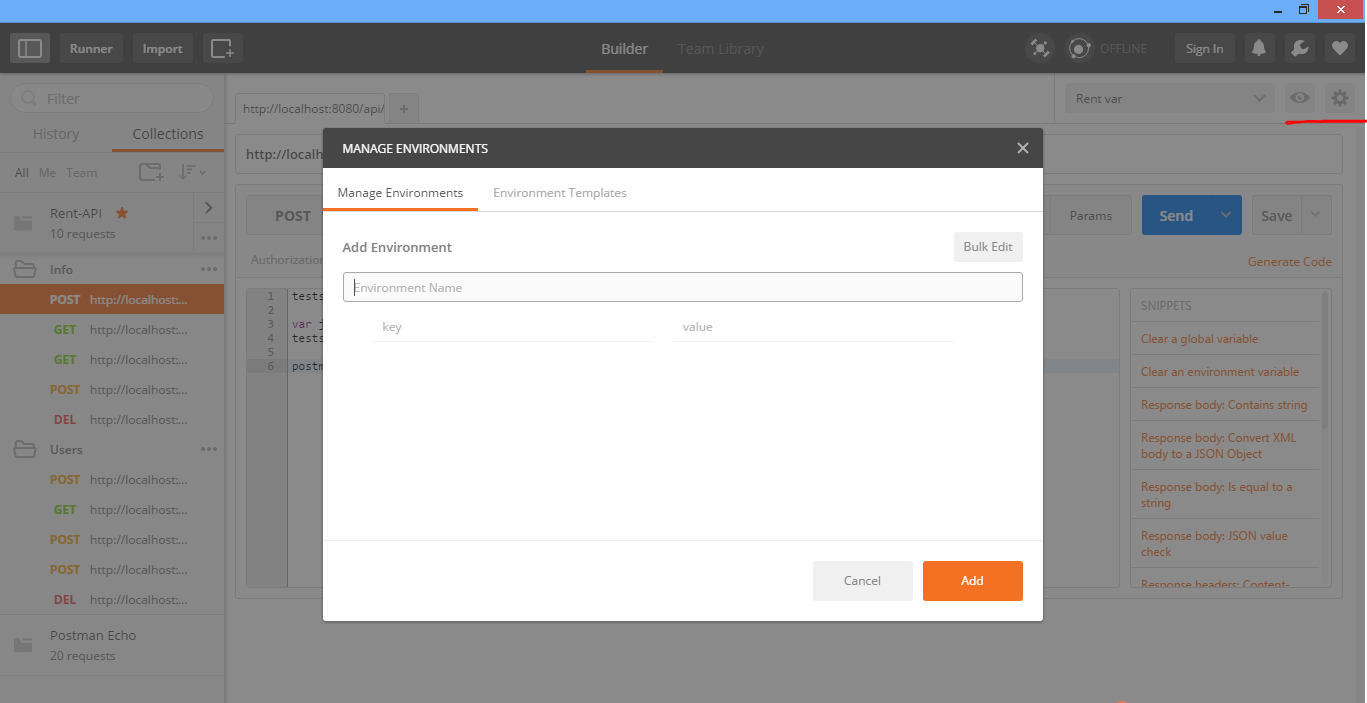 Runner
Import
Builder
Team Library
OFFLINE
Sign In
Filter
History
Collections
All Me Team
Rent-API
10 requests
Info
POST http://localhost:...
GET http://localhost:...
GET http://localhost:...
POST http://localhost:...
DEL http://localhost:...
Users
POST http://localhost:...
GET http://localhost:...
POST http://localhost:...
POST http://localhost:...
DEL http://localhost:...
Postman Echo
20 requests
http://localhost:8080/api/
+
Rent var
http://localh
POST
Params
Send
Save
Authorization
Generate Code
1 tests
2
3 var j
4 tests
5
6 postm
MANAGE ENVIRONMENTS
Manage Environments
Environment Templates
Add Environment
Bulk Edit
Environment Name
key
value
Cancel
Add
SNIPPETS
Clear a global variable
Clear an environment variable
Response body: Contains string
Response body: Convert XML
body to a JSON Object
Response body: Is equal to a
string
Response body: JSON value
check
Response headers: Content-